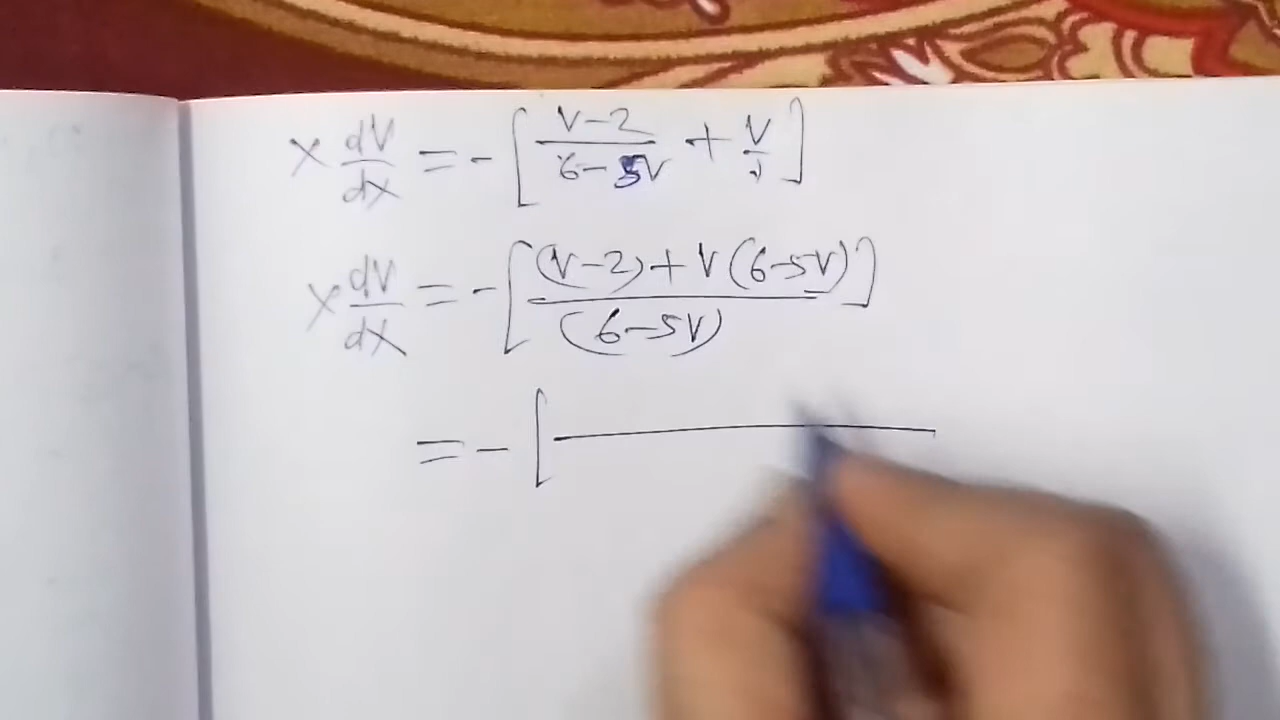 x dV/dx = - [ V-2/6-5V + V/1 ]
x dV/dx = - [ (V-2)+V(6-5V)/(6-5V) ]
= - [